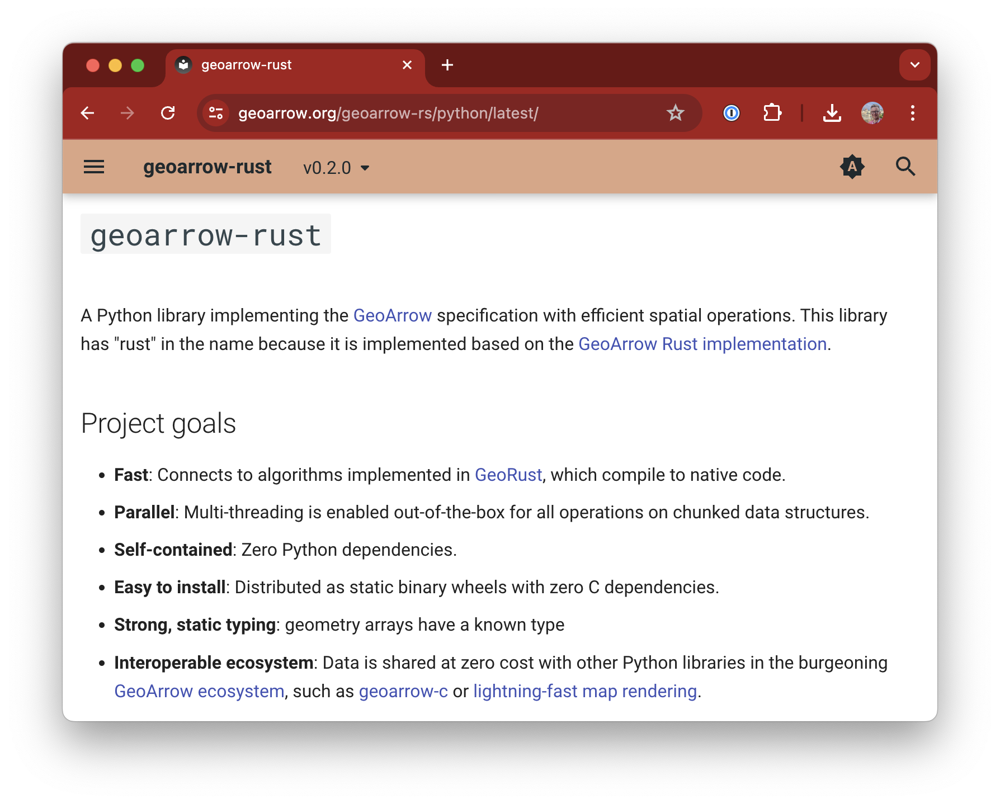 geoarrow-rust
geoarrow.org/geoarrow-rs/python/latest/
geoarrow-rust v0.2.0
A
geoarrow-rust
A Python library implementing the GeoArrow specification with efficient spatial operations. This library
has "rust" in the name because it is implemented based on the GeoArrow Rust implementation.
Project goals
• Fast: Connects to algorithms implemented in GeoRust, which compile to native code.
• Parallel: Multi-threading is enabled out-of-the-box for all operations on chunked data structures.
• Self-contained: Zero Python dependencies.
• Easy to install: Distributed as static binary wheels with zero C dependencies.
• Strong, static typing: geometry arrays have a known type
• Interoperable ecosystem: Data is shared at zero cost with other Python libraries in the burgeoning
GeoArrow ecosystem, such as geoarrow-c or lightning-fast map rendering.